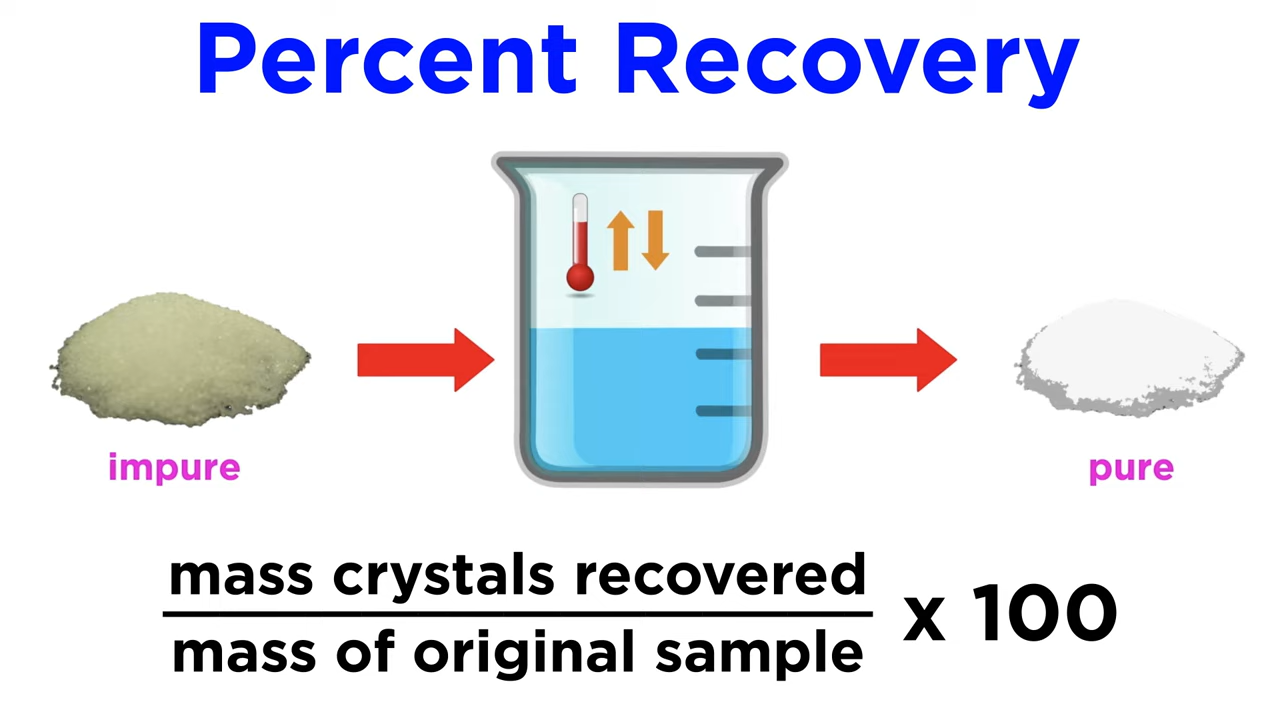 Percent Recovery
impure
pure
mass crystals recovered
mass of original sample
x 100